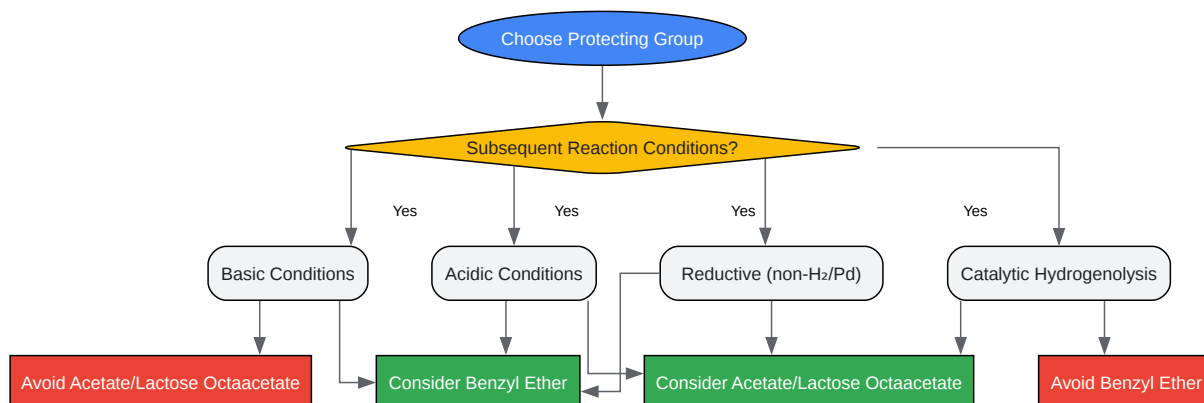 Choose Protecting Group
Subsequent Reaction Conditions?
Yes
Yes
Yes
Yes
Basic Conditions
Acidic Conditions
Reductive (non-H₂/Pd)
Catalytic Hydrogenolysis
Avoid Acetate/Lactose Octaacetate
Consider Benzyl Ether
Consider Acetate/Lactose Octaacetate
Avoid Benzyl Ether